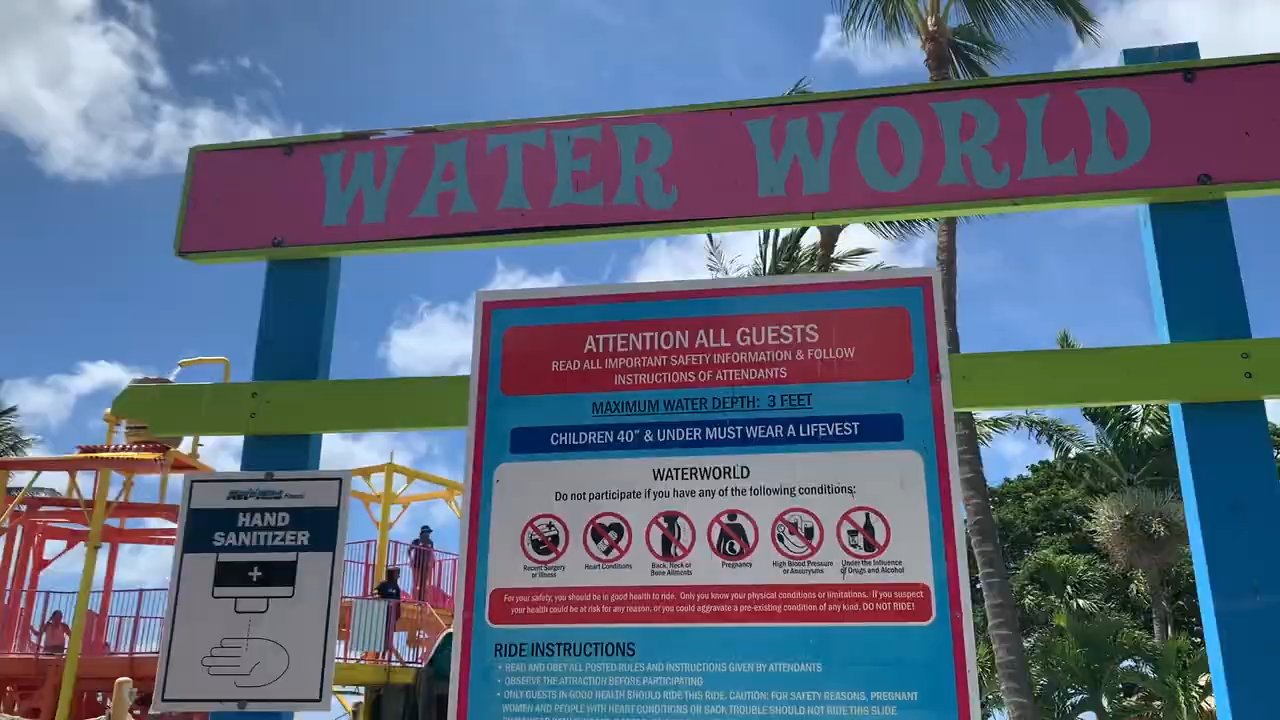 WATER WORLD
ATTENTION ALL GUESTS
READ ALL IMPORTANT SAFETY INFORMATION & FOLLOW
INSTRUCTIONS OF ATTENDANTS
MAXIMUM WATER DEPTH: 3 FEET
CHILDREN 40" & UNDER MUST WEAR A LIFEVEST
WATERWORLD
Do not participate if you have any of the following conditions:
Recent Surgery
or Illness
Heart Conditions
Back, Neck or
Bone Ailments
Pregnancy
High Blood Pressure
or Aneurysms
Under the Influence
of Drugs and Alcohol
For your safety, you should be in good health to ride. Only you know your physical conditions or limitations. If you suspect
your health could be at risk for any reason, or you could aggravate a pre-existing condition of any kind, DO NOT RIDE!
RIDE INSTRUCTIONS
• READ AND OBEY ALL POSTED RULES AND INSTRUCTIONS GIVEN BY ATTENDANTS
• OBSERVE THE ATTRACTION BEFORE PARTICIPATING
• ONLY GUESTS IN GOOD HEALTH SHOULD RIDE THIS RIDE. CAUTION: FOR SAFETY REASONS, PREGNANT
WOMEN AND PEOPLE WITH HEART CONDITIONS OR BACK TROUBLE SHOULD NOT RIDE THIS SLIDE
HAND
SANITIZER